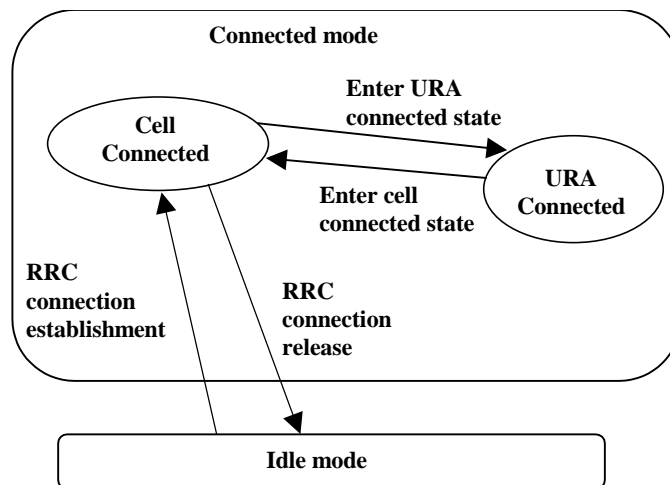 Connected mode
Enter URA
connected state
Cell
Connected
URA
Connected
Enter cell
connected state
RRC
connection
establishment
RRC
connection
release
Idle mode